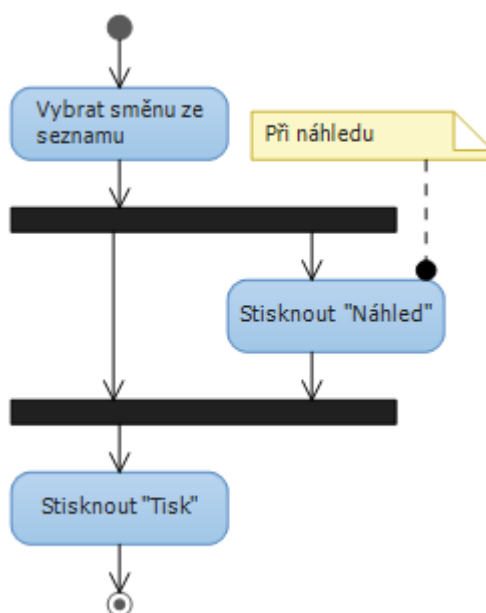 Vybrat směnu ze
seznamu
Při náhledu
Stisknout "Náhled"
Stisknout "Tisk"